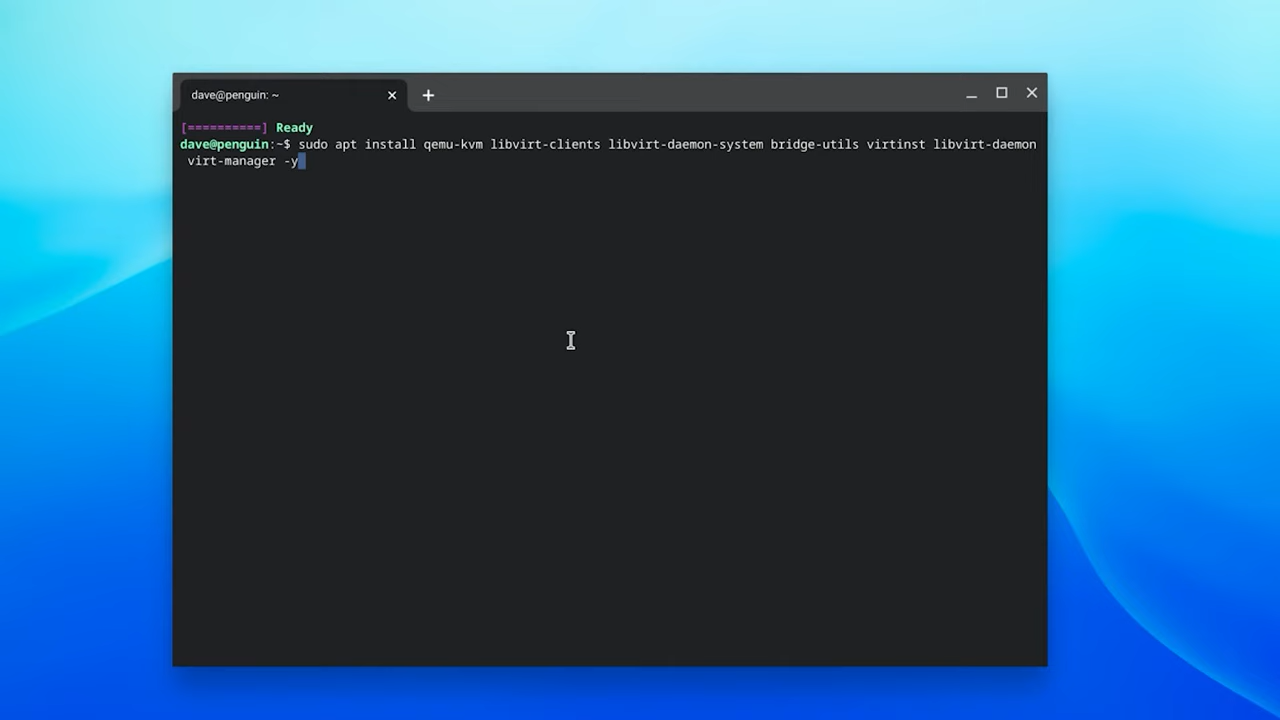 dave@penguin: ~
[==========] Ready
dave@penguin:~$ sudo apt install qemu-kvm libvirt-clients libvirt-daemon-system bridge-utils virtinst libvirt-daemon
virt-manager -y